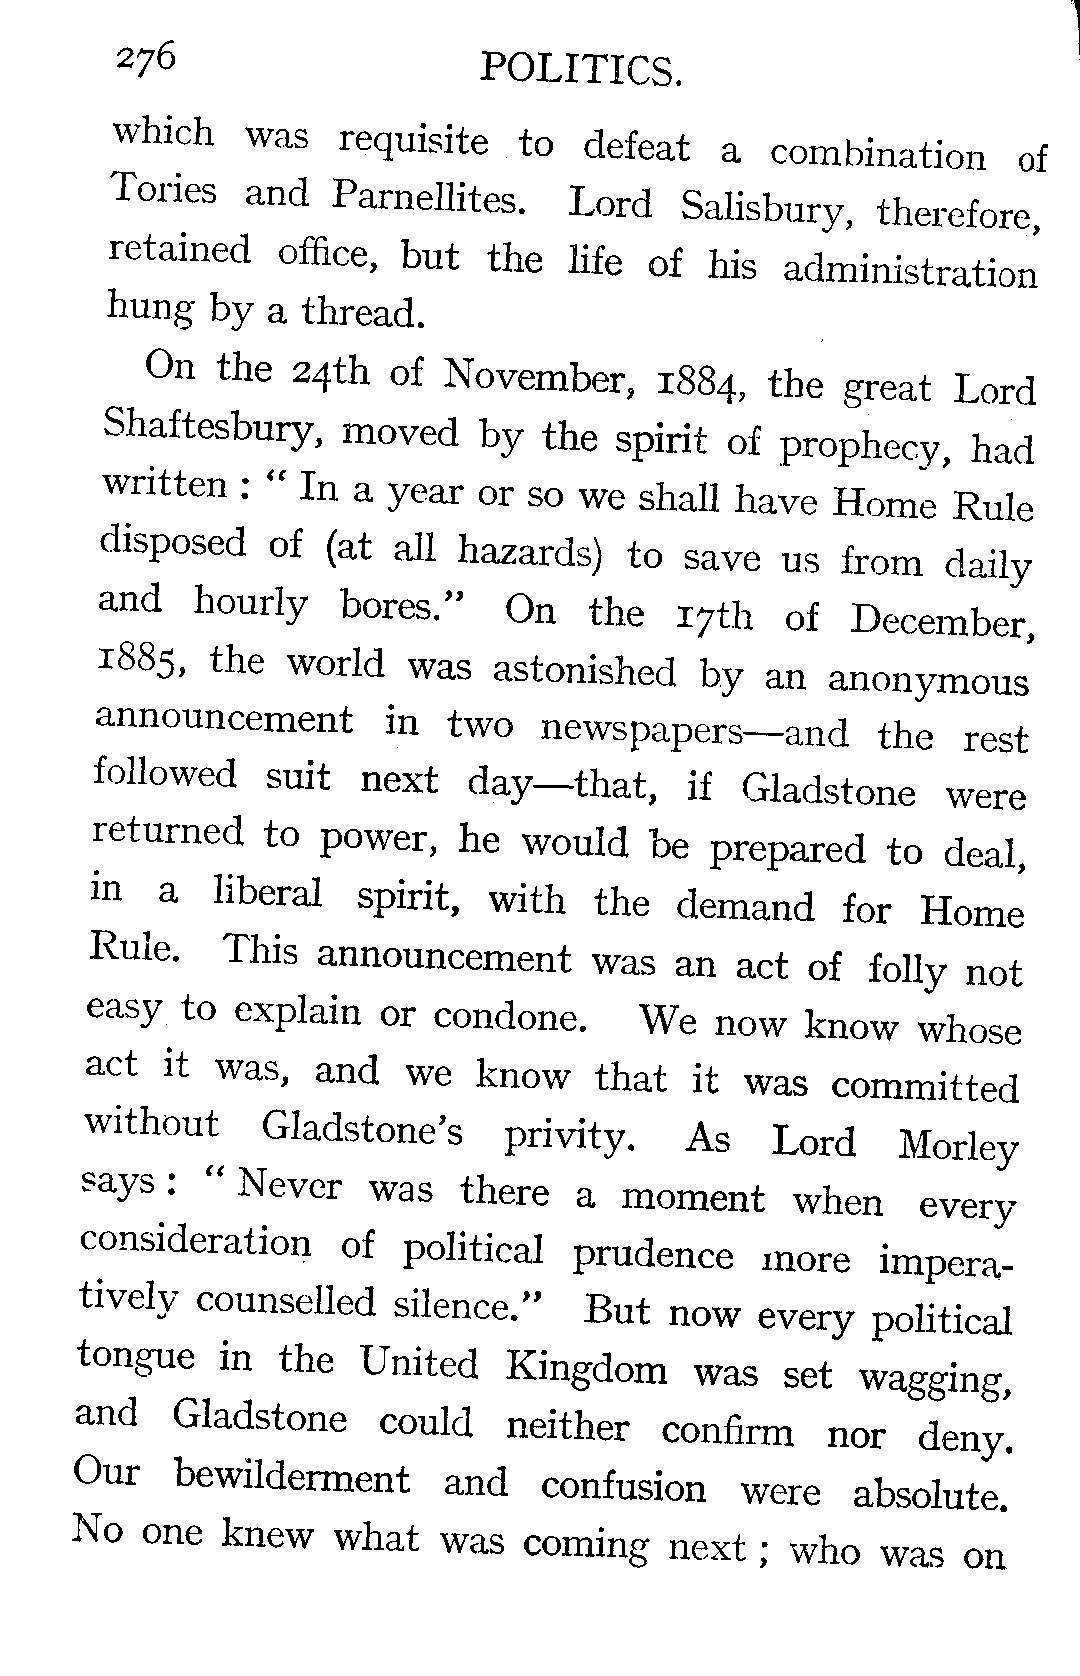 276
POLITICS.
which was requisite to defeat a combination of
Tories and Parnellites. Lord Salisbury, therefore,
retained office, but the life of his administration
hung by a thread.
On the 24th of November, 1884, the great Lord
Shaftesbury, moved by the spirit of prophecy, had
written : “ In a year or so we shall have Home Rule
disposed of (at all hazards) to save us from daily
and hourly bores.” On the 17th of December,
1885, the world was astonished by an anonymous
announcement in two newspapers—and the rest
followed suit next day—that, if Gladstone were
returned to power, he would be prepared to deal,
in a liberal spirit, with the demand for Home
Rule. This announcement was an act of folly not
easy to explain or condone. We now know whose
act it was, and we know that it was committed
without Gladstone’s privity. As Lord Morley
says : “ Never was there a moment when every
consideration of political prudence more impera-
tively counselled silence.” But now every political
tongue in the United Kingdom was set wagging,
and Gladstone could neither confirm nor deny.
Our bewilderment and confusion were absolute.
No one knew what was coming next ; who was on